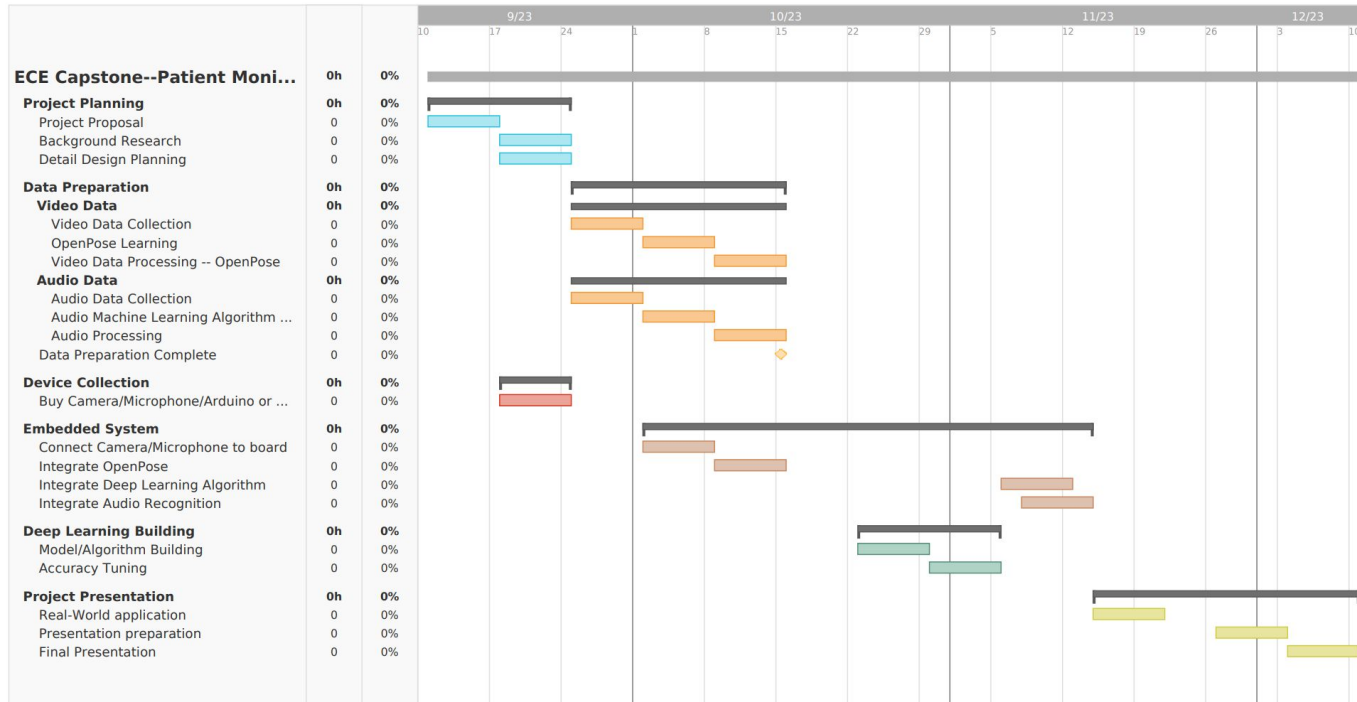 9/23 10/23 11/23 12/23
10 17 24 1 8 15 22 29 5 12 19 26 3 10
ECE Capstone--Patient Moni... 0h 0%
Project Planning 0h 0%
Project Proposal 0 0%
Background Research 0 0%
Detail Design Planning 0 0%
Data Preparation 0h 0%
Video Data 0h 0%
Video Data Collection 0 0%
OpenPose Learning 0 0%
Video Data Processing -- OpenPose 0 0%
Audio Data 0h 0%
Audio Data Collection 0 0%
Audio Machine Learning Algorithm ... 0 0%
Audio Processing 0 0%
Data Preparation Complete 0 0%
Device Collection 0h 0%
Buy Camera/Microphone/Arduino or ... 0 0%
Embedded System 0h 0%
Connect Camera/Microphone to board 0 0%
Integrate OpenPose 0 0%
Integrate Deep Learning Algorithm 0 0%
Integrate Audio Recognition 0 0%
Deep Learning Building 0h 0%
Model/Algorithm Building 0 0%
Accuracy Tuning 0 0%
Project Presentation 0h 0%
Real-World application 0 0%
Presentation preparation 0 0%
Final Presentation 0 0%